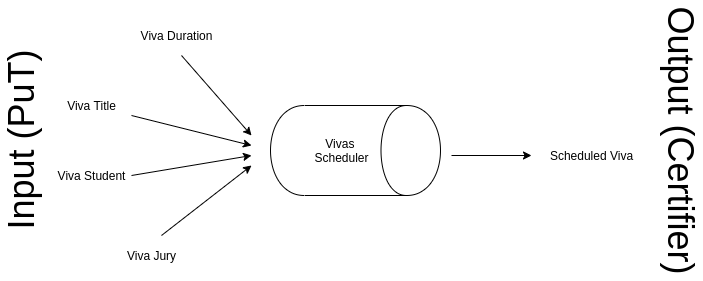 Input (PuT)
Viva Duration
Viva Title
Viva Student
Viva Jury
Vivas
Scheduler
Scheduled Viva
Output (Certifier)